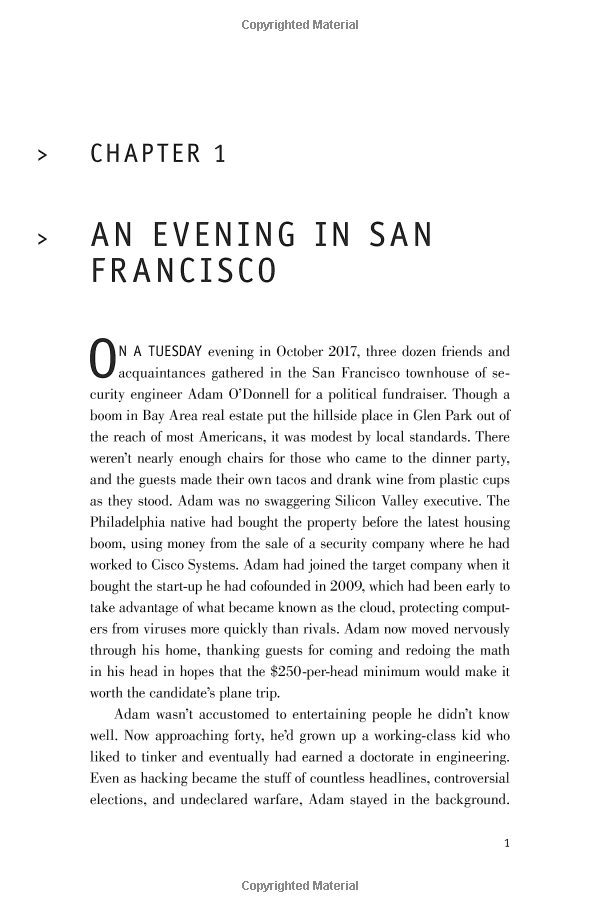 Copyrighted Material
> CHAPTER 1
> AN EVENING IN SAN
FRANCISCO
ON A TUESDAY evening in October 2017, three dozen friends and
acquaintances gathered in the San Francisco townhouse of se-
curity engineer Adam O’Donnell for a political fundraiser. Though a
boom in Bay Area real estate put the hillside place in Glen Park out of
the reach of most Americans, it was modest by local standards. There
weren’t nearly enough chairs for those who came to the dinner party,
and the guests made their own tacos and drank wine from plastic cups
as they stood. Adam was no swaggering Silicon Valley executive. The
Philadelphia native had bought the property before the latest housing
boom, using money from the sale of a security company where he had
worked to Cisco Systems. Adam had joined the target company when it
bought the start-up he had cofounded in 2009, which had been early to
take advantage of what became known as the cloud, protecting comput-
ers from viruses more quickly than rivals. Adam now moved nervously
through his home, thanking guests for coming and redoing the math
in his head in hopes that the $250-per-head minimum would make it
worth the candidate’s plane trip.
Adam wasn’t accustomed to entertaining people he didn’t know
well. Now approaching forty, he’d grown up a working-class kid who
liked to tinker and eventually had earned a doctorate in engineering.
Even as hacking became the stuff of countless headlines, controversial
elections, and undeclared warfare, Adam stayed in the background.
1
Copyrighted Material